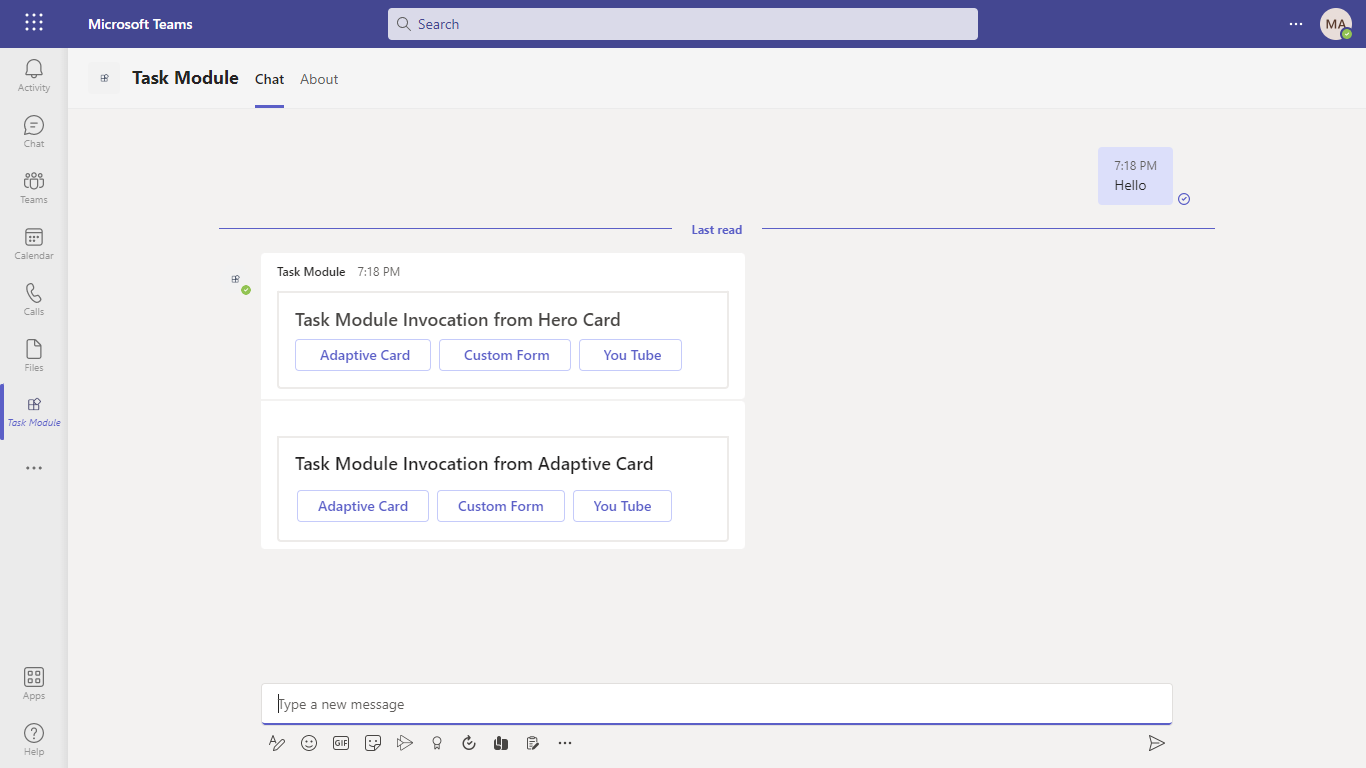 Microsoft Teams
Search
MA
Activity
Chat
Teams
Calendar
Calls
Files
Task Module
Apps
Help
Task Module Chat About
7:18 PM
Hello
Last read
Task Module 7:18 PM
Task Module Invocation from Hero Card
Adaptive Card Custom Form You Tube
Task Module Invocation from Adaptive Card
Adaptive Card Custom Form You Tube
Type a new message
GIF